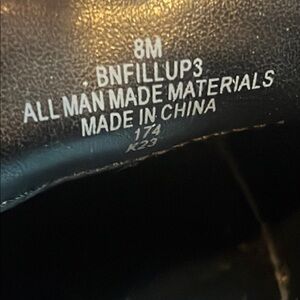 8M
. BNFILLUP3
ALL MAN MADE MATERIALS
MADE IN CHINA
174
K23